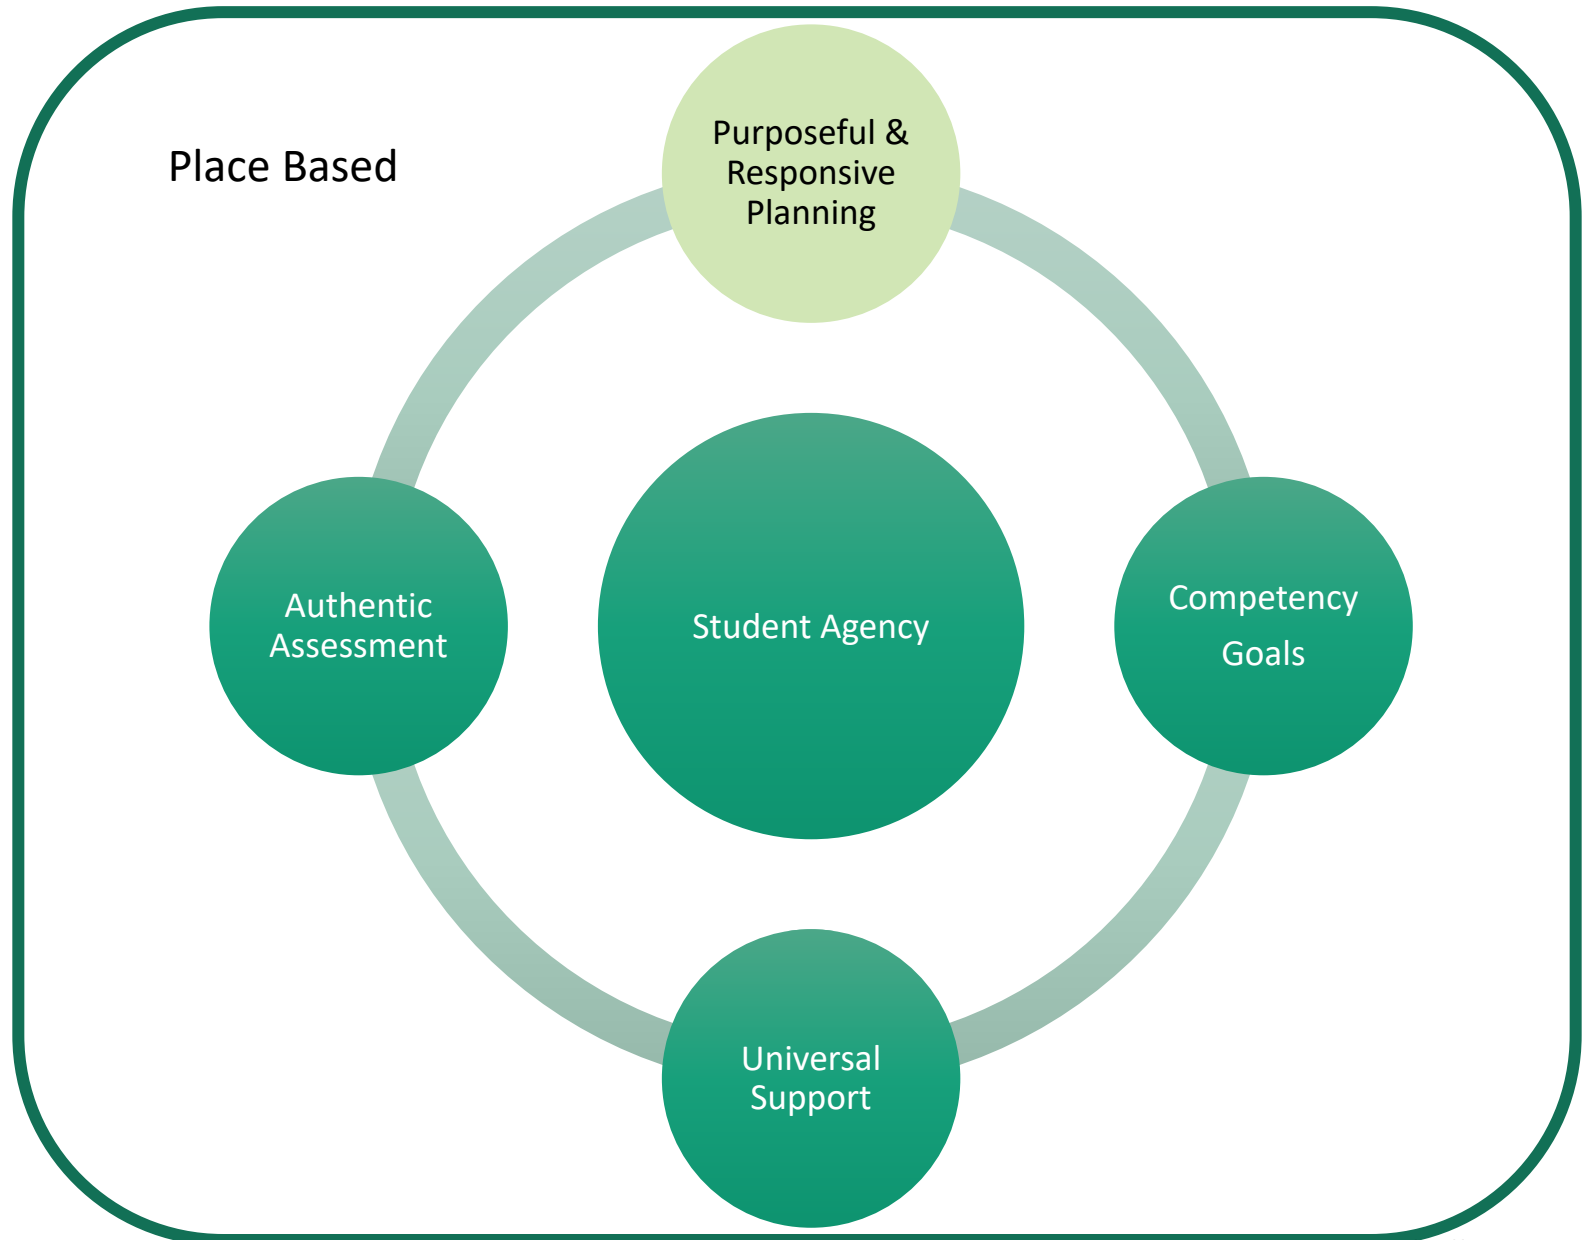 Purposeful &
Responsive
Planning
Place Based
Authentic
Assessment
Student Agency
Competency
Goals
Universal
Support